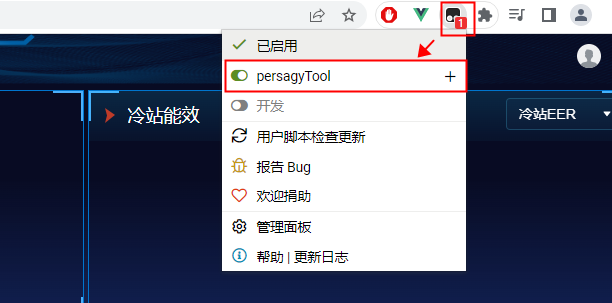 1
已启用
persagyTool
开发
冷站能效
冷站EER
用户脚本检查更新
报告 Bug
欢迎捐助
管理面板
帮助 | 更新日志